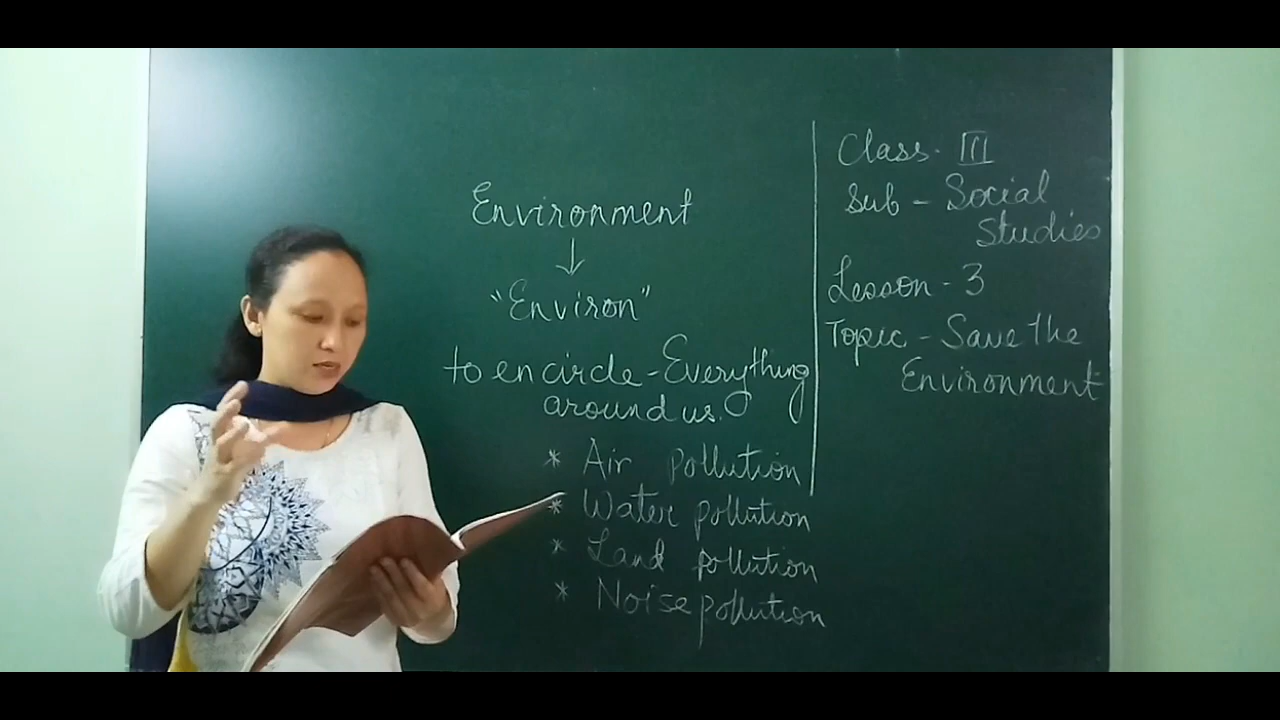 Environment
↓
"Environ"
to encircle - Everything
around us.
* Air pollution
* Water pollution
* Land pollution
* Noise pollution
Class. III
Sub - Social
Studies
Lesson - 3
Topic - Save the
Environment